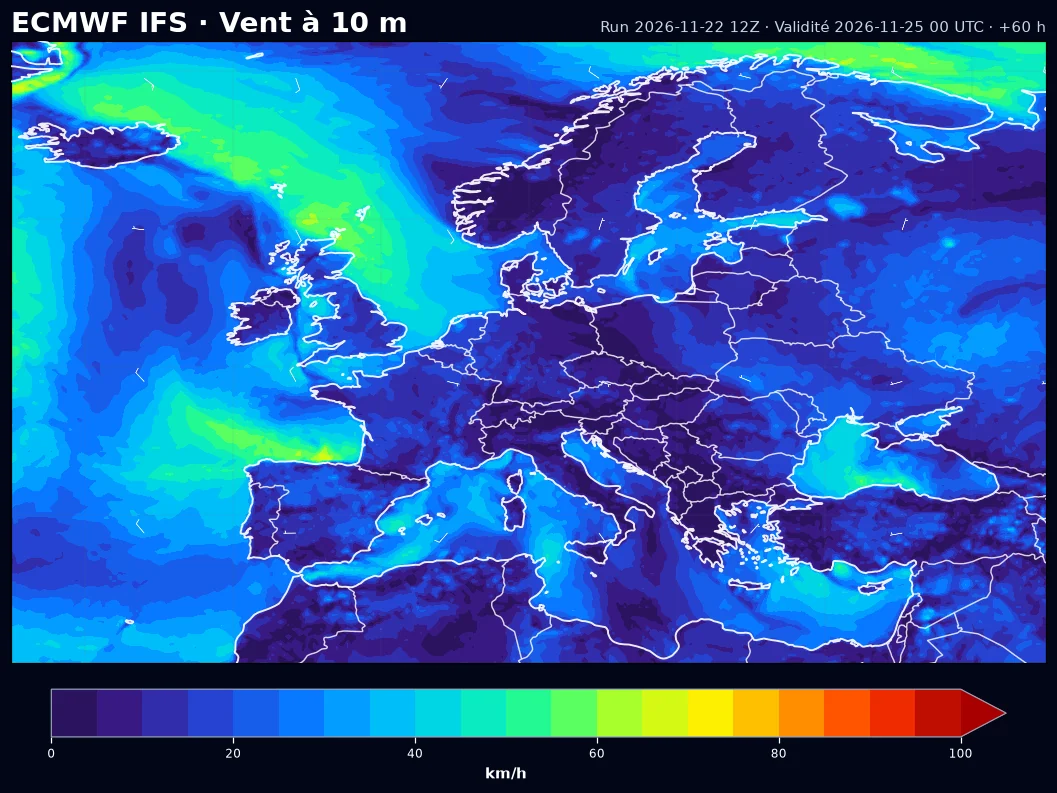 ECMWF IFS · Vent à 10 m
Run 2026-11-22 12Z · Validité 2026-11-25 00 UTC · +60 h
0 20 40 60 80 100
km/h